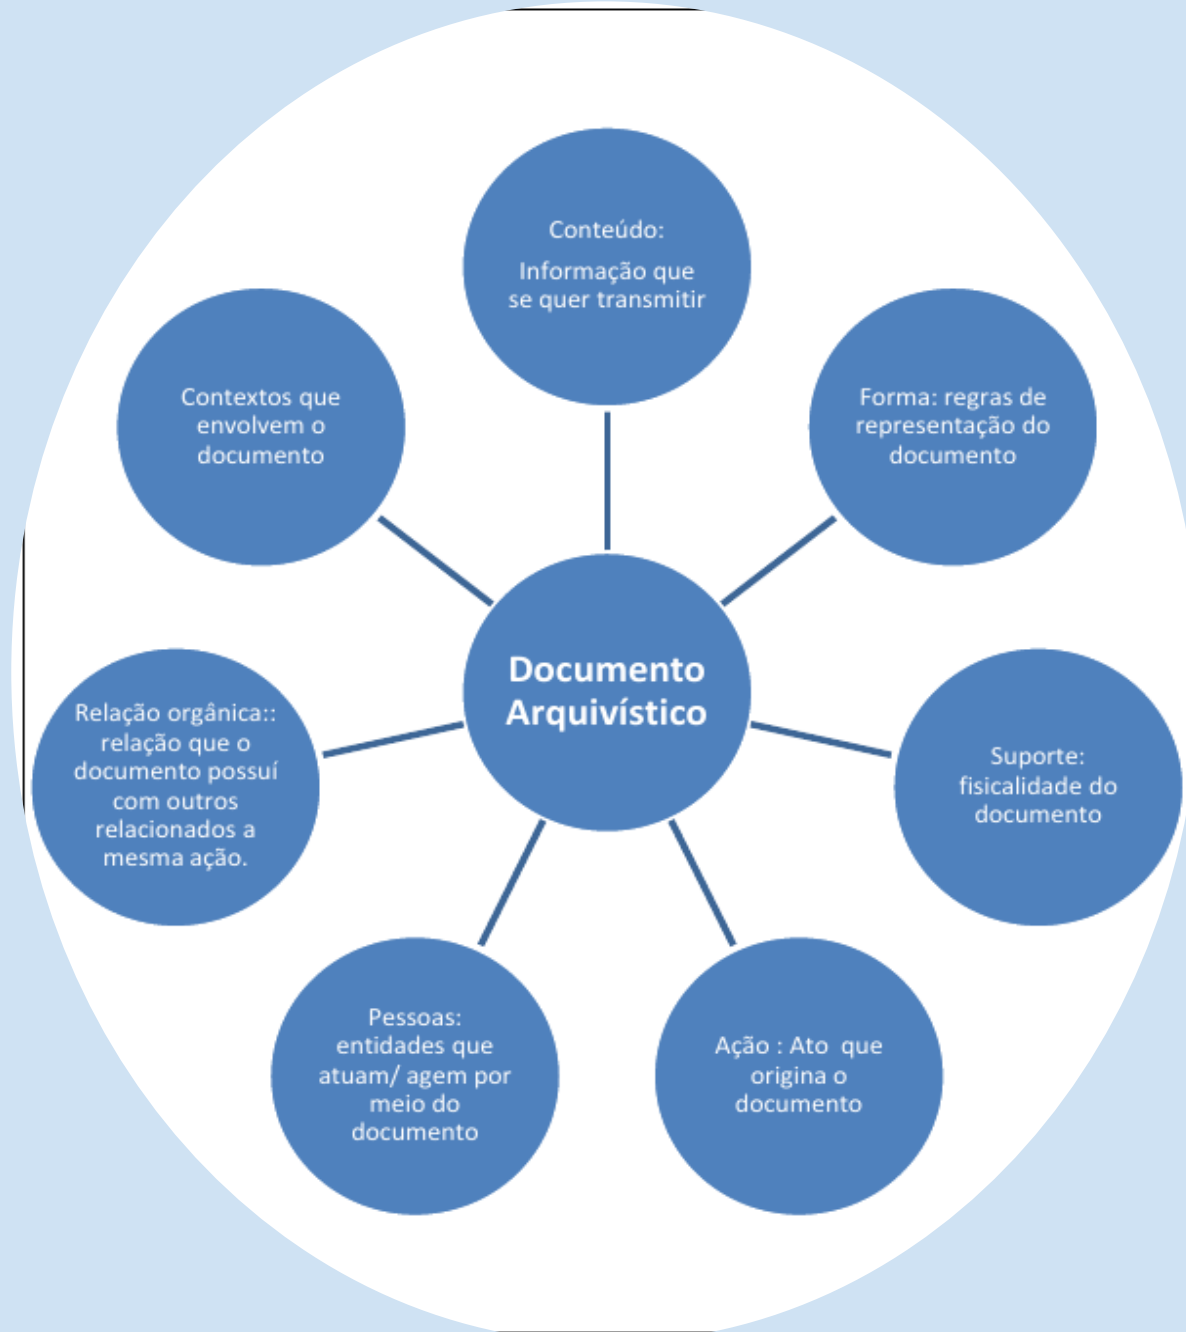 Conteúdo:
Informação que
se quer transmitir
Forma: regras de
representação do
documento
Suporte:
fisicalidade do
documento
Ação : Ato  que
origina o
documento
Pessoas:
entidades que
atuam/ agem por
meio do
documento
Relação orgânica::
relação que o
documento possuí
com outros
relacionados a
mesma ação.
Contextos que
envolvem o
documento
Documento
Arquivístico